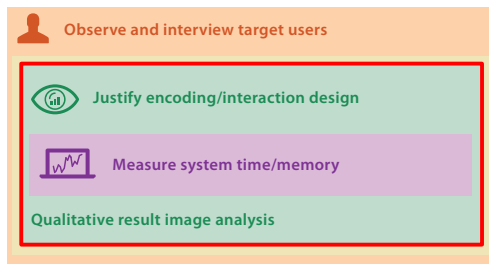 Observe and interview target users
Justify encoding/interaction design
Measure system time/memory
Qualitative result image analysis